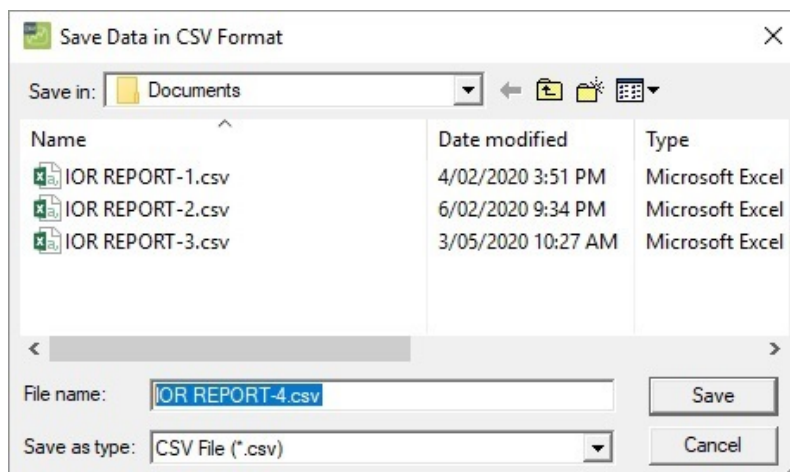 Save Data in CSV Format
Save in: Documents
Name Date modified Type
IOR REPORT-1.csv 4/02/2020 3:51 PM Microsoft Excel
IOR REPORT-2.csv 6/02/2020 9:34 PM Microsoft Excel
IOR REPORT-3.csv 3/05/2020 10:27 AM Microsoft Excel
File name: IOR REPORT-4.csv Save
Save as type: CSV File (*.csv) Cancel